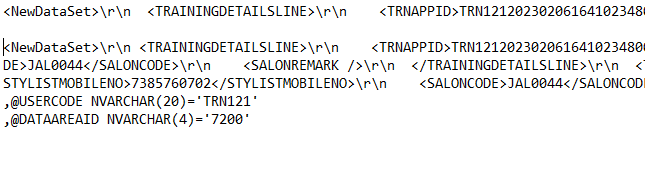 <NewDataSet>\r\n  <TRAININGDETAILSLINE>\r\n    <TRNAPPID>TRN1212023020616410234800
<NewDataSet>\r\n <TRAININGDETAILSLINE>\r\n    <TRNAPPID>TRN1212023020616410234800
DE>JAL0044</SALONCODE>\r\n    <SALONREMARK />\r\n  </TRAININGDETAILSLINE>\r\n  <T
STYLISTMOBILENO>7385760702</STYLISTMOBILENO>\r\n    <SALONCODE>JAL0044</SALONCODE
,@USERCODE NVARCHAR(20)='TRN121'
,@DATAAREAID NVARCHAR(4)='7200'